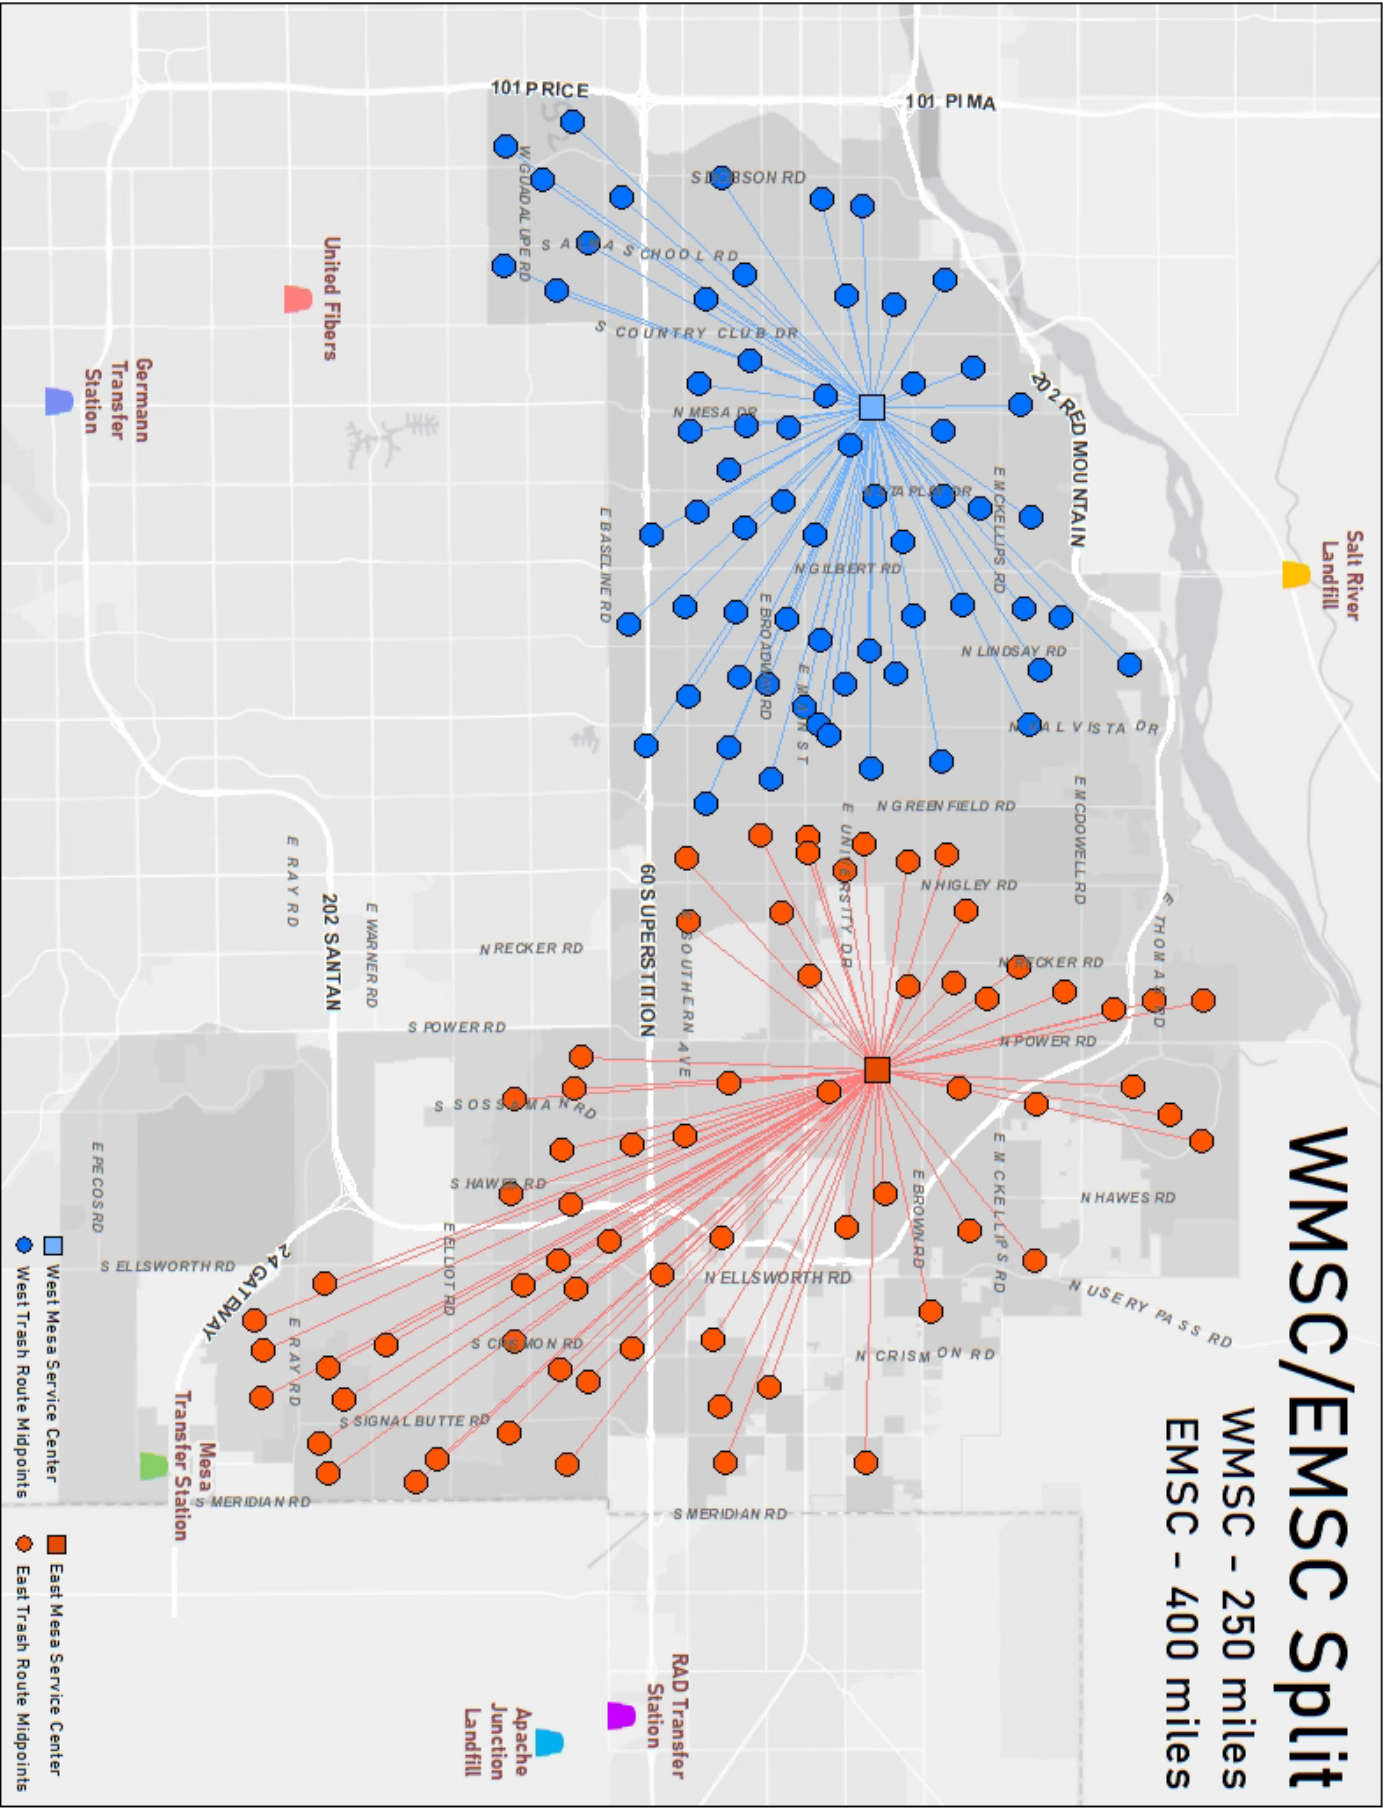 WMSC/EMSC Split
WMSC - 250 miles
EMSC - 400 miles
101 PRICE
101 PIMA
W GUADALUPE RD
S DOBSON RD
S ALMA SCHOOL RD
S COUNTRY CLUB DR
N MESA DR
202 RED MOUNTAIN
N STAPLEY DR
E MCKELLIPS RD
E BASELINE RD
N GILBERT RD
E BROADWAY RD
N LINDSAY RD
E MAIN ST
N VAL VISTA DR
E MCDOWELL RD
N GREENFIELD RD
E UNIVERSITY DR
N HIGLEY RD
E THOMAS RD
E RAY RD
202 SANTAN
E WARNER RD
N RECKER RD
60 SUPERSTITION
E SOUTHERN AVE
N RECKER RD
S POWER RD
N POWER RD
S SOSSAMAN RD
E MCKELLIPS RD
E PECOS RD
S HAWES RD
E BROWN RD
N HAWES RD
S ELLSWORTH RD
24 GATEWAY
E ELLIOT RD
N ELLSWORTH RD
N USERY PASS RD
E RAY RD
S CRISMON RD
N CRISMON RD
S SIGNAL BUTTE RD
S MERIDIAN RD
S MERIDIAN RD
United Fibers
Germann
Transfer
Station
Salt River
Landfill
Mesa
Transfer Station
RAD Transfer
Station
Apache
Junction
Landfill
West Mesa Service Center
West Trash Route Midpoints
East Mesa Service Center
East Trash Route Midpoints